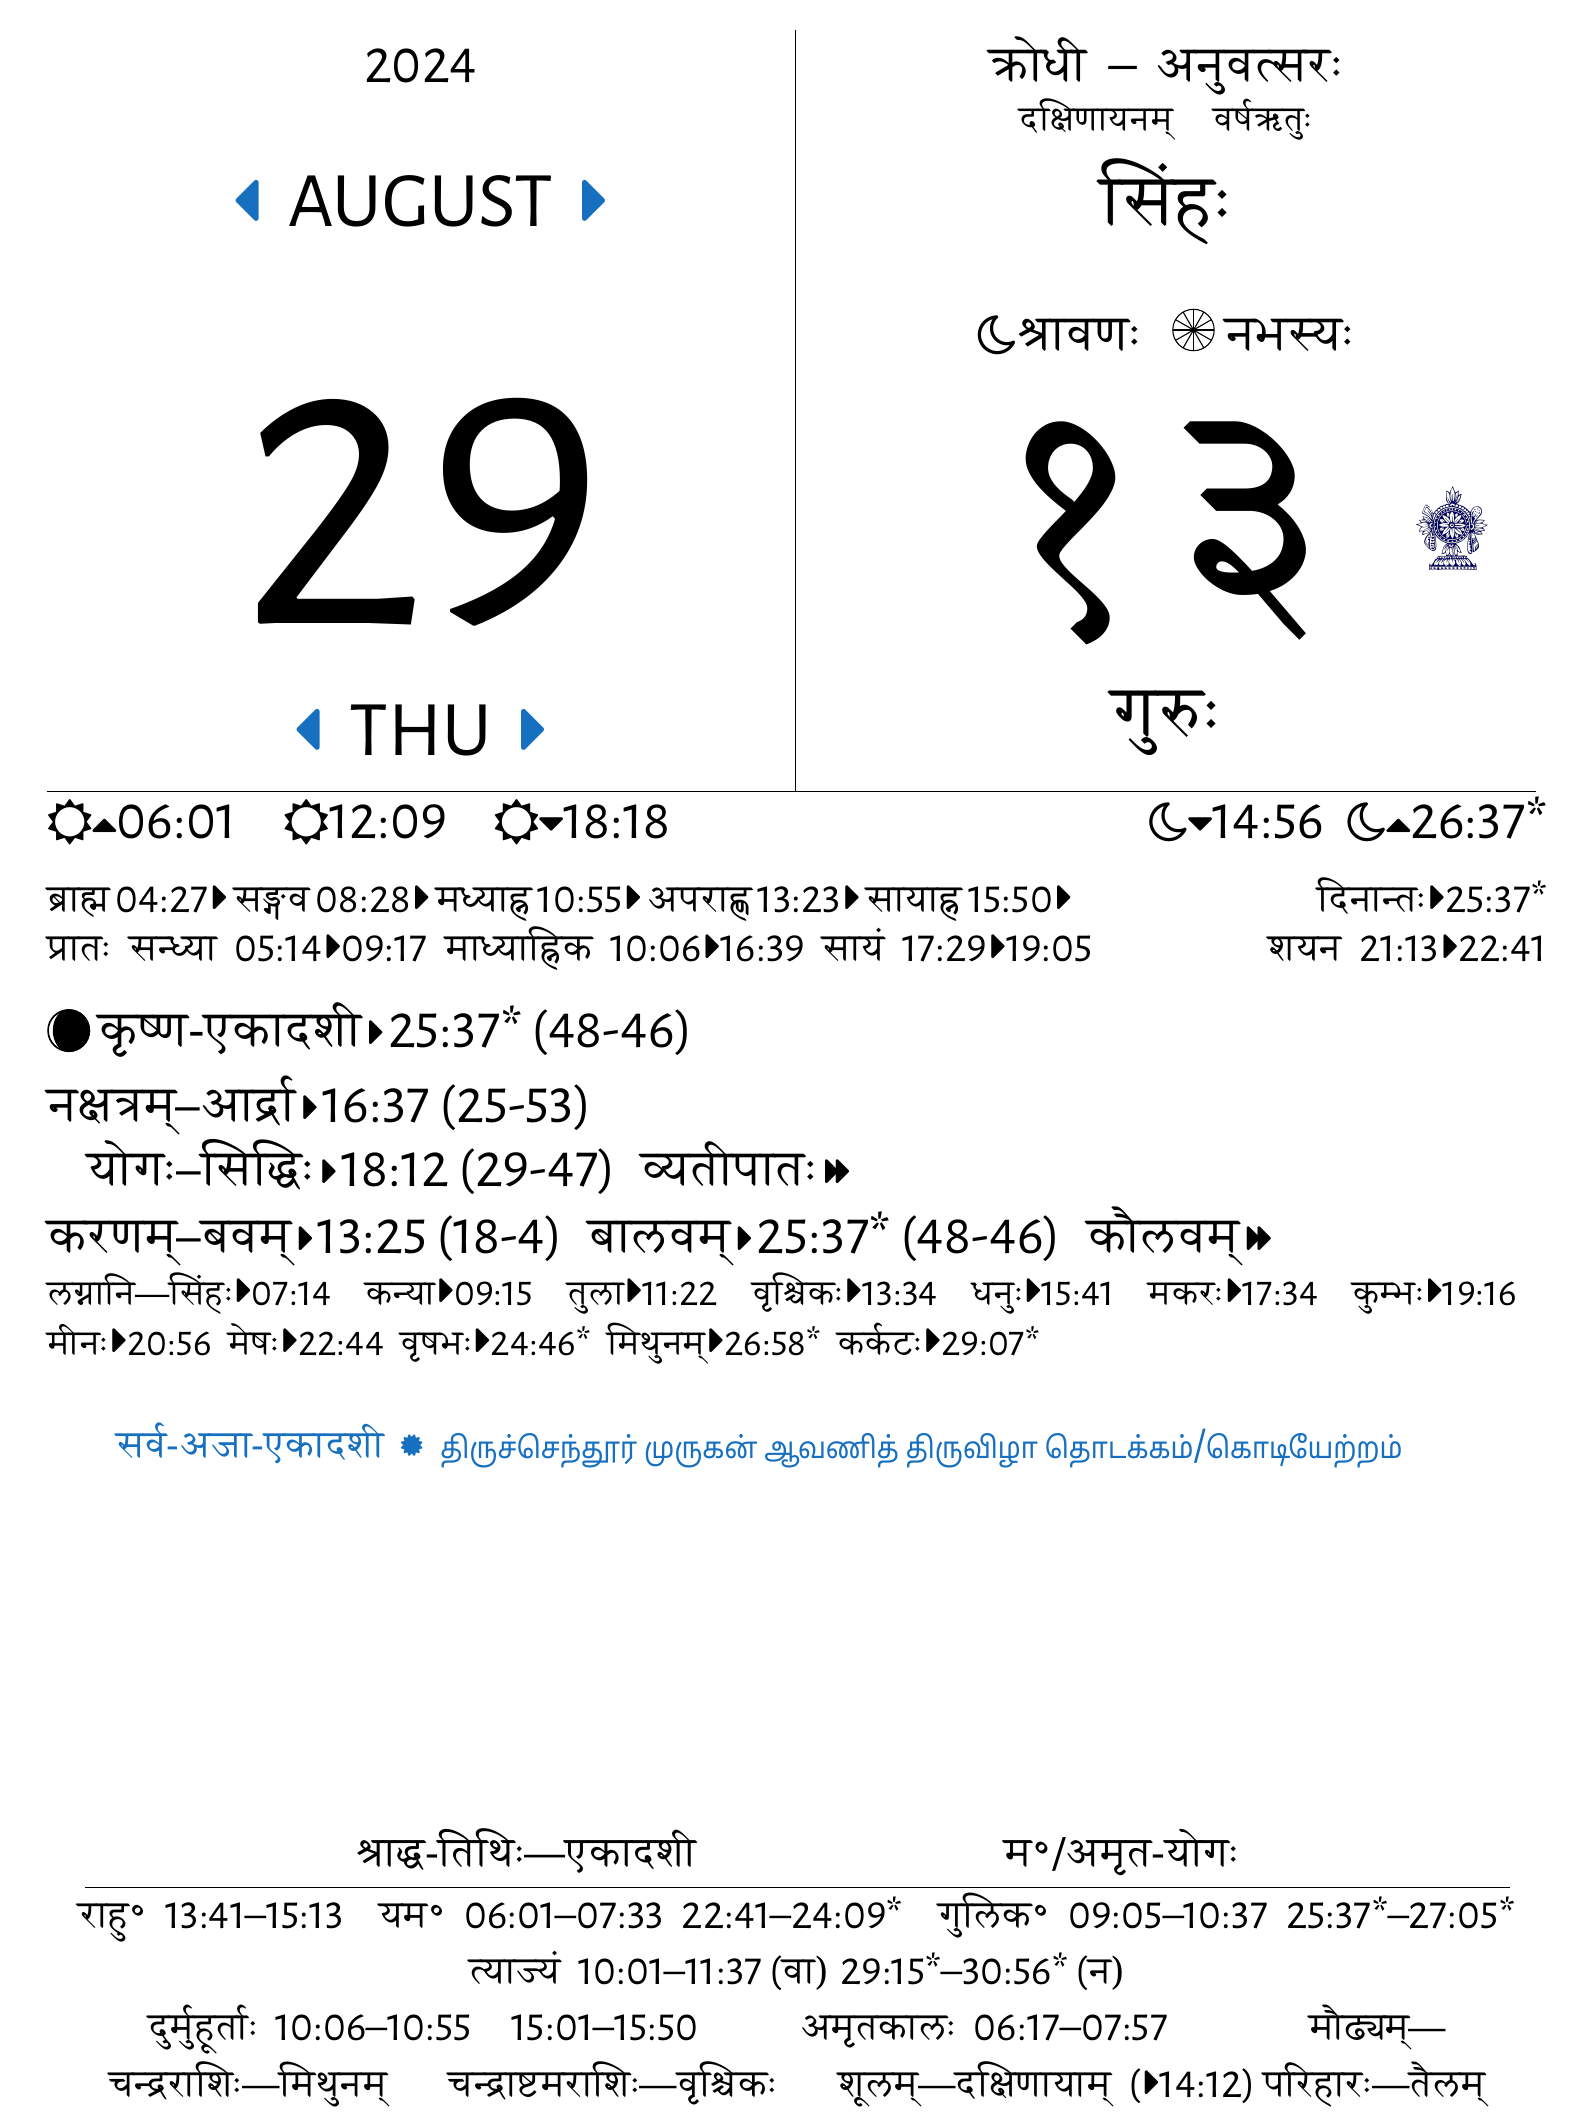 2024
AUGUST
29
THU
क्रोधी – अनुवत्सरः
दक्षिणायनम् वर्षऋतुः
सिंहः
श्रावणः नभस्यः
१३
गुरुः
06:01 12:09 18:18 14:56 26:37*
ब्राह्म 04:27 सङ्गव 08:28 मध्याह्न 10:55 अपराह्ण 13:23 सायाह्न 15:50 दिनान्तः 25:37*
प्रातः सन्ध्या 05:14 09:17 माध्याह्निक 10:06 16:39 सायं 17:29 19:05 शयन 21:13 22:41
कृष्ण-एकादशी 25:37* (48-46)
नक्षत्रम्–आर्द्रा 16:37 (25-53)
योगः–सिद्धिः 18:12 (29-47) व्यतीपातः
करणम्–बवम् 13:25 (18-4) बालवम् 25:37* (48-46) कौलवम्
लग्नानि—सिंहः 07:14 कन्या 09:15 तुला 11:22 वृश्चिकः 13:34 धनुः 15:41 मकरः 17:34 कुम्भः 19:16
मीनः 20:56 मेषः 22:44 वृषभः 24:46* मिथुनम् 26:58* कर्कटः 29:07*
सर्व-अजा-एकादशी ✹ திருச்செந்தூர் முருகன் ஆவணித் திருவிழா தொடக்கம்/கொடியேற்றம்
श्राद्ध-तिथिः—एकादशी म°/अमृत-योगः
राहु° 13:41–15:13 यम° 06:01–07:33 22:41–24:09* गुलिक° 09:05–10:37 25:37*–27:05*
त्याज्यं 10:01–11:37 (वा) 29:15*–30:56* (न)
दुर्मुहूर्ताः 10:06–10:55 15:01–15:50 अमृतकालः 06:17–07:57 मौढ्यम्—
चन्द्रराशिः—मिथुनम् चन्द्राष्टमराशिः—वृश्चिकः शूलम्—दक्षिणायाम् (14:12) परिहारः—तैलम्